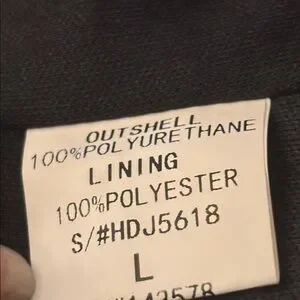 OUTSHELL
100%POLYURETHANE
LINING
100%POLYESTER
S/#HDJ5618
L